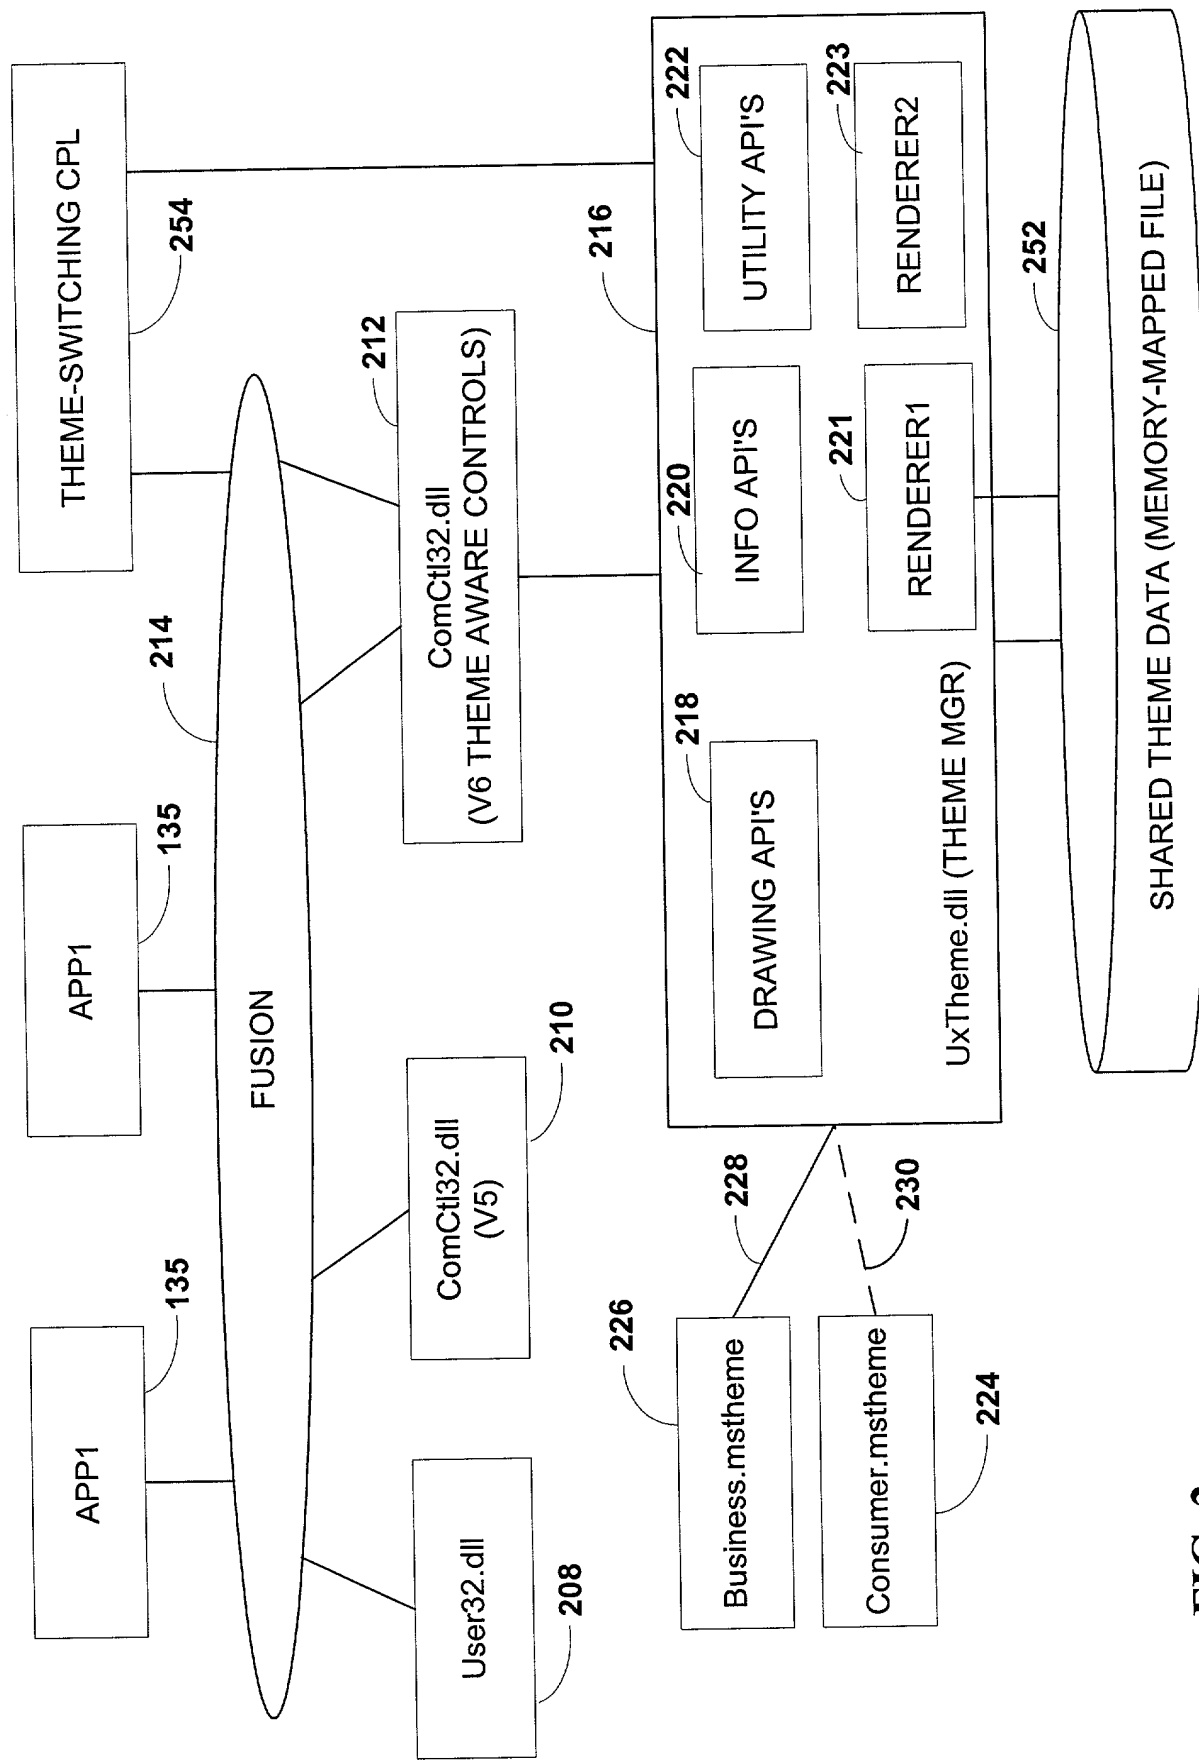 THEME-SWITCHING CPL
254
APP1
135
APP1
135
214
FUSION
212
ComCtl32.dll
(V6 THEME AWARE CONTROLS)
210
ComCtl32.dll
(V5)
User32.dll
208
216
222
UTILITY API'S
223
RENDERER2
220
INFO API'S
221
RENDERER1
218
DRAWING API'S
UxTheme.dll (THEME MGR)
228
230
226
Business.mstheme
Consumer.mstheme
224
252
SHARED THEME DATA (MEMORY-MAPPED FILE)
FIG.